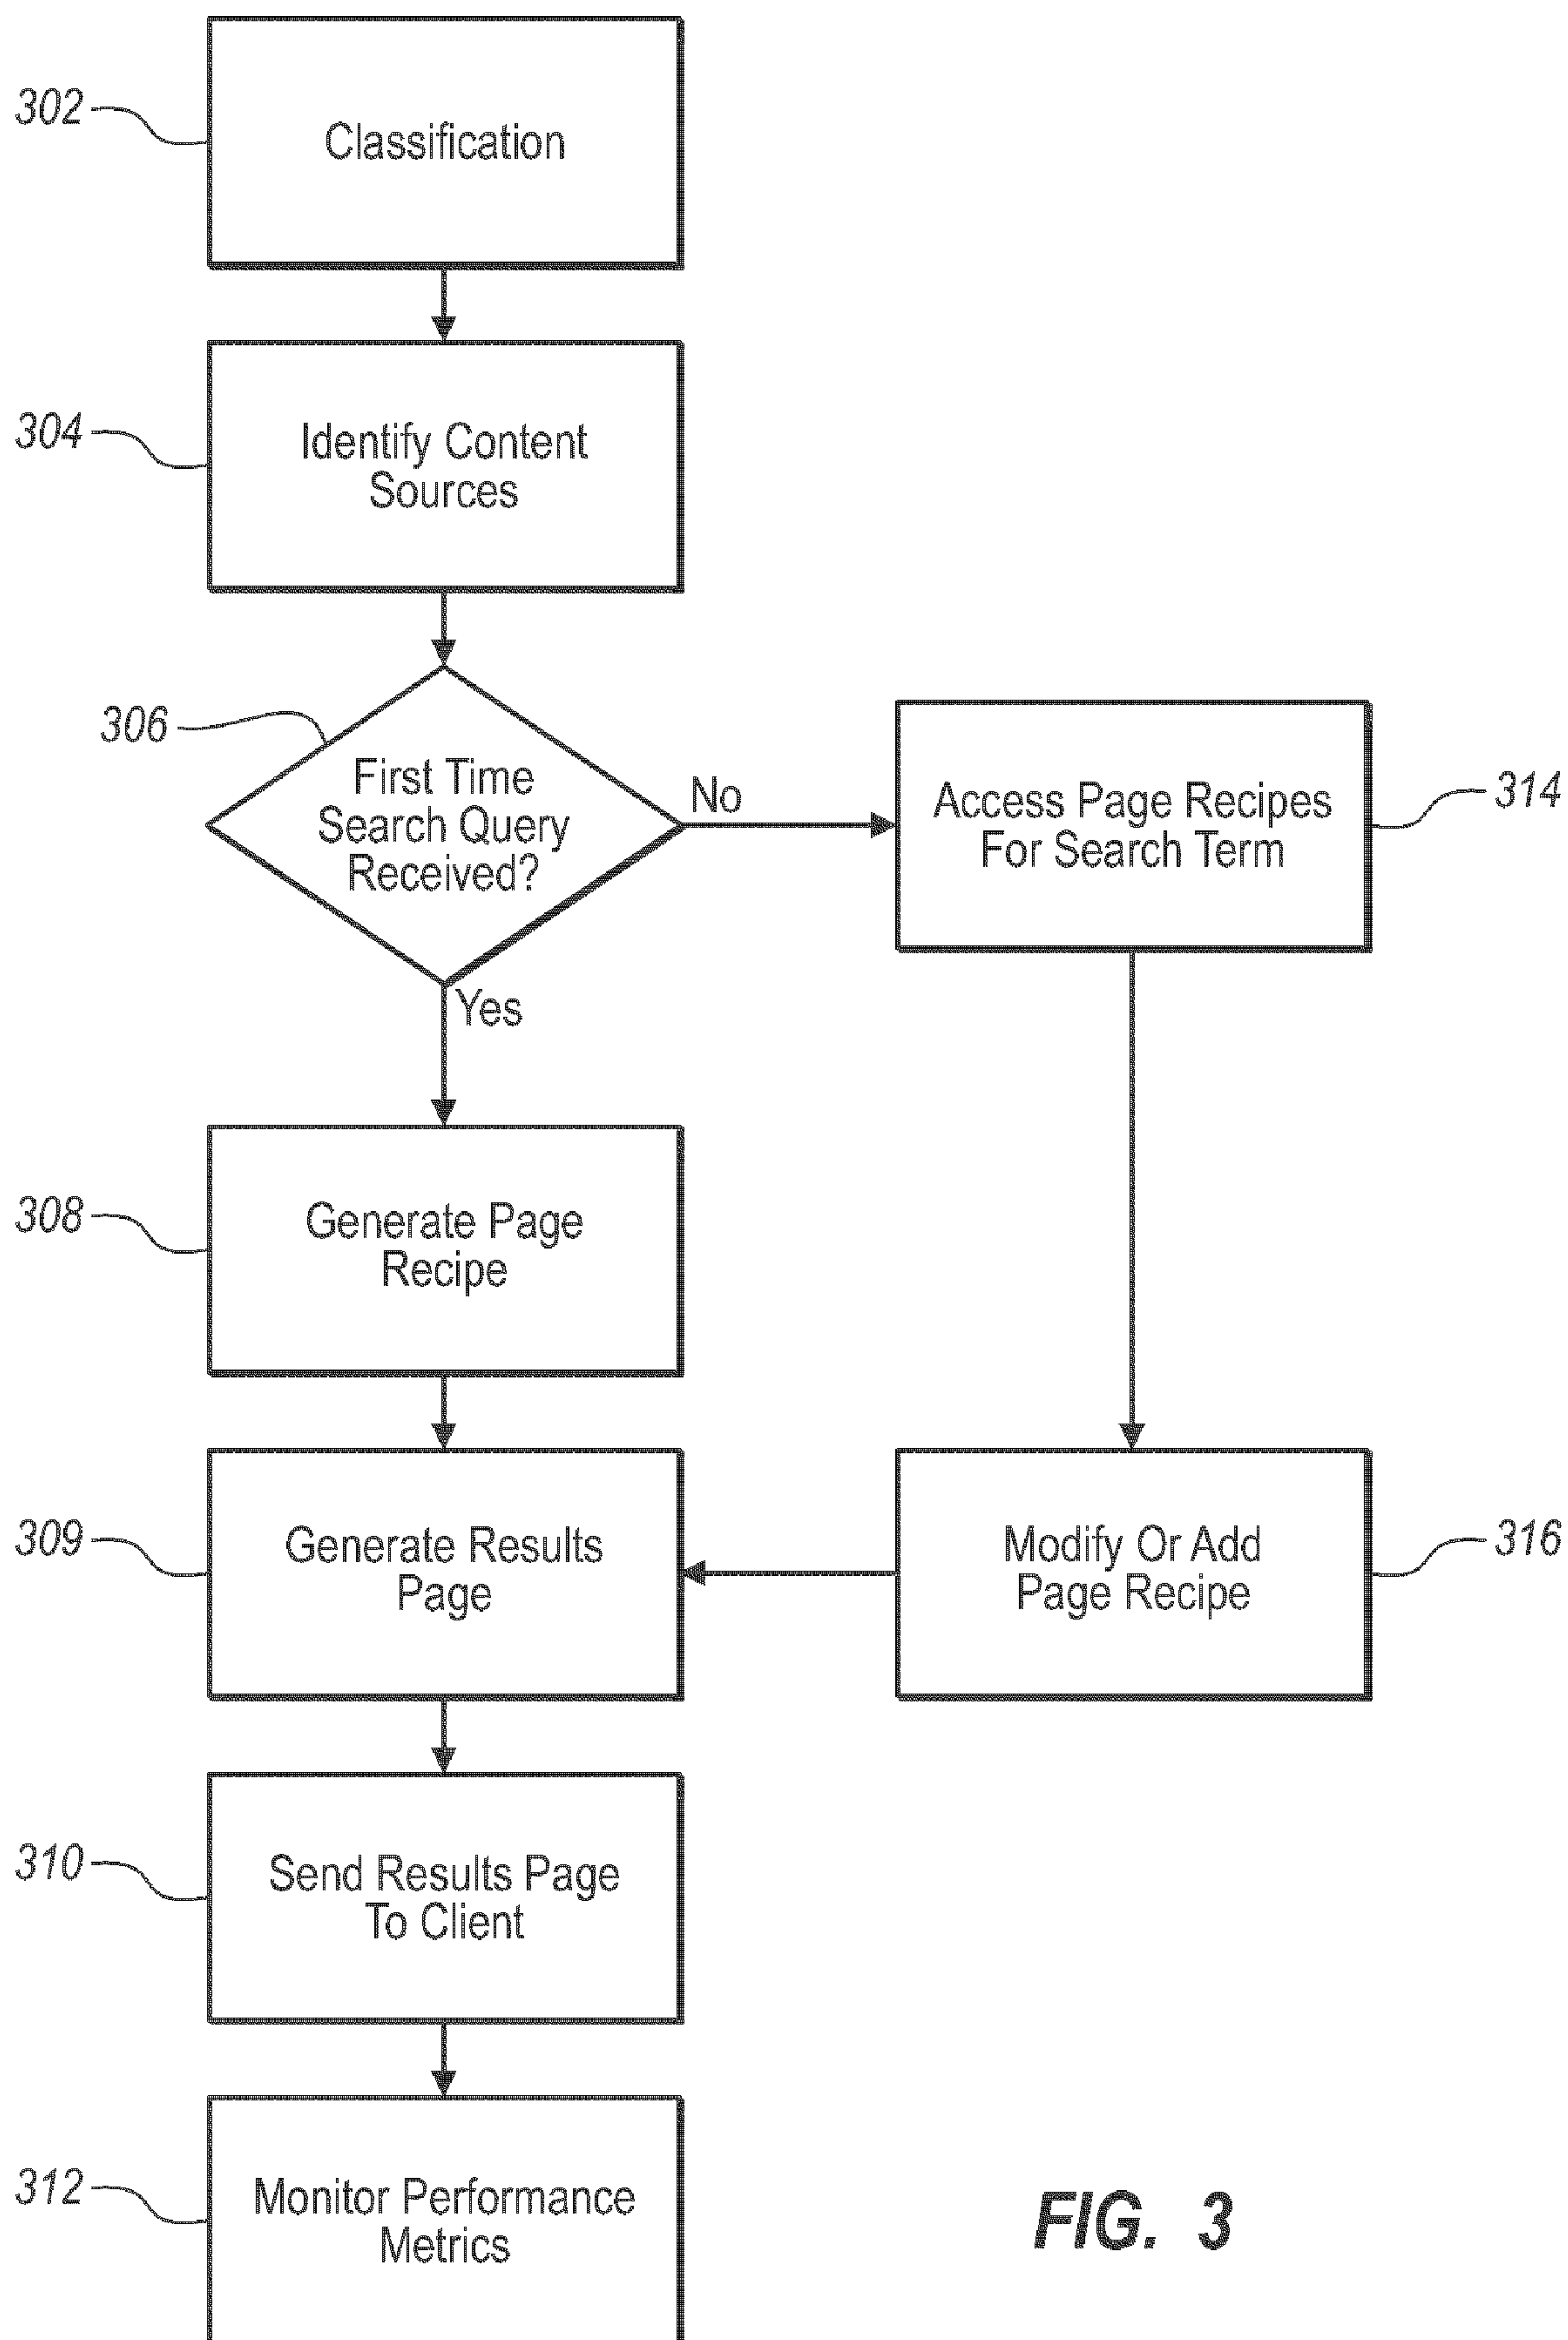 302
Classification
304
Identify Content
Sources
306
First Time
Search Query
Received?
No
Yes
Access Page Recipes
For Search Term
314
308
Generate Page
Recipe
309
Generate Results
Page
Modify Or Add
Page Recipe
316
310
Send Results Page
To Client
312
Monitor Performance
Metrics
FIG. 3